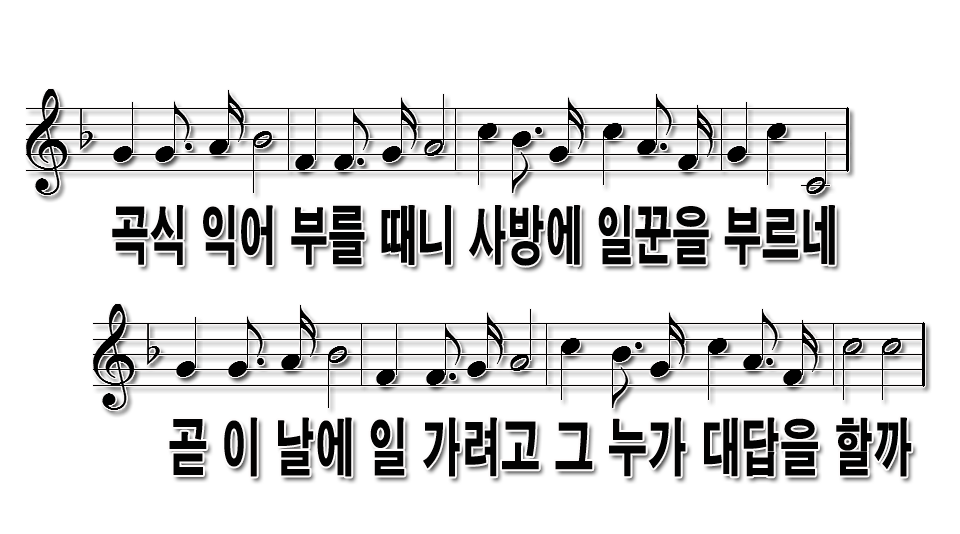 곡식 익어 부를 때니 사방에 일꾼을 부르네
곧 이 날에 일 가려고 그 누가 대답을 할까